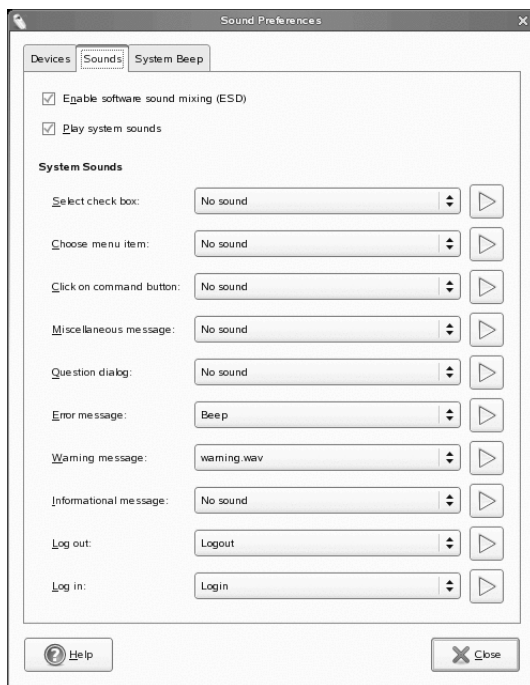 Sound Preferences
Devices Sounds System Beep
Enable software sound mixing (ESD)
Play system sounds
System Sounds
Select check box: No sound
Choose menu item: No sound
Click on command button: No sound
Miscellaneous message: No sound
Question dialog: No sound
Error message: Beep
Warning message: warning.wav
Informational message: No sound
Log out: Logout
Log in: Login
Help Close